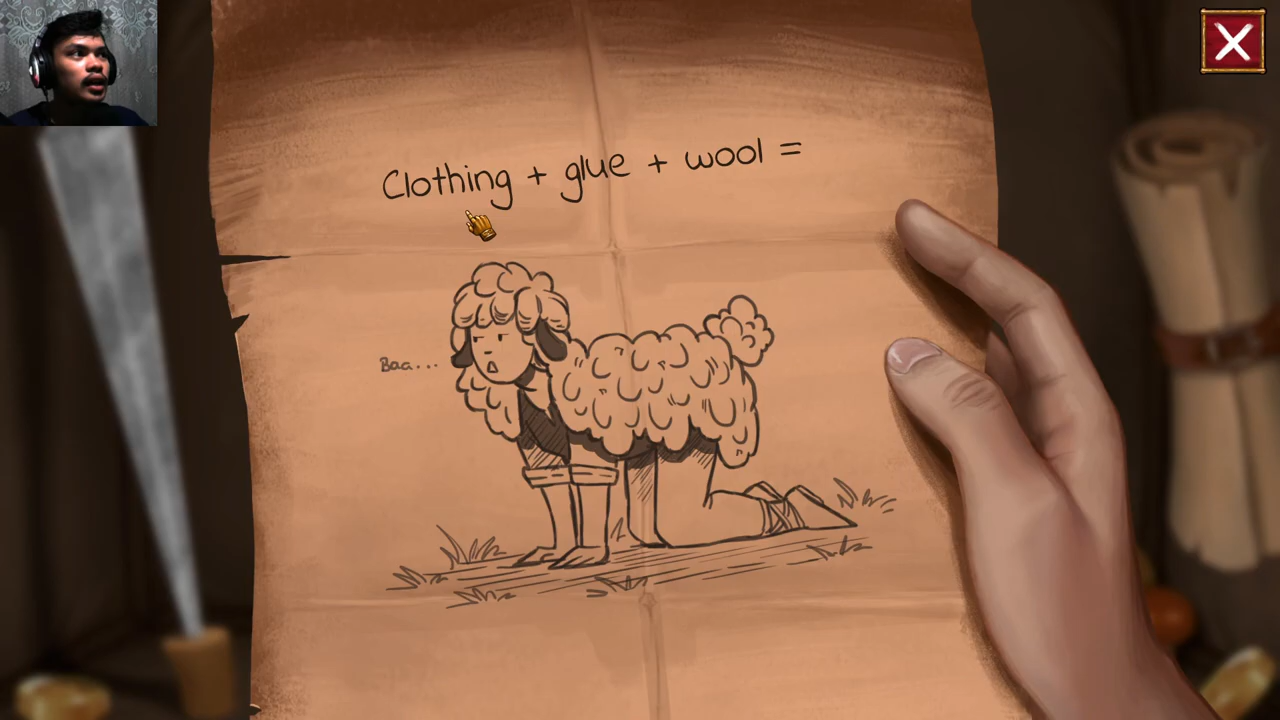 Clothing + glue + wool =
Baa...